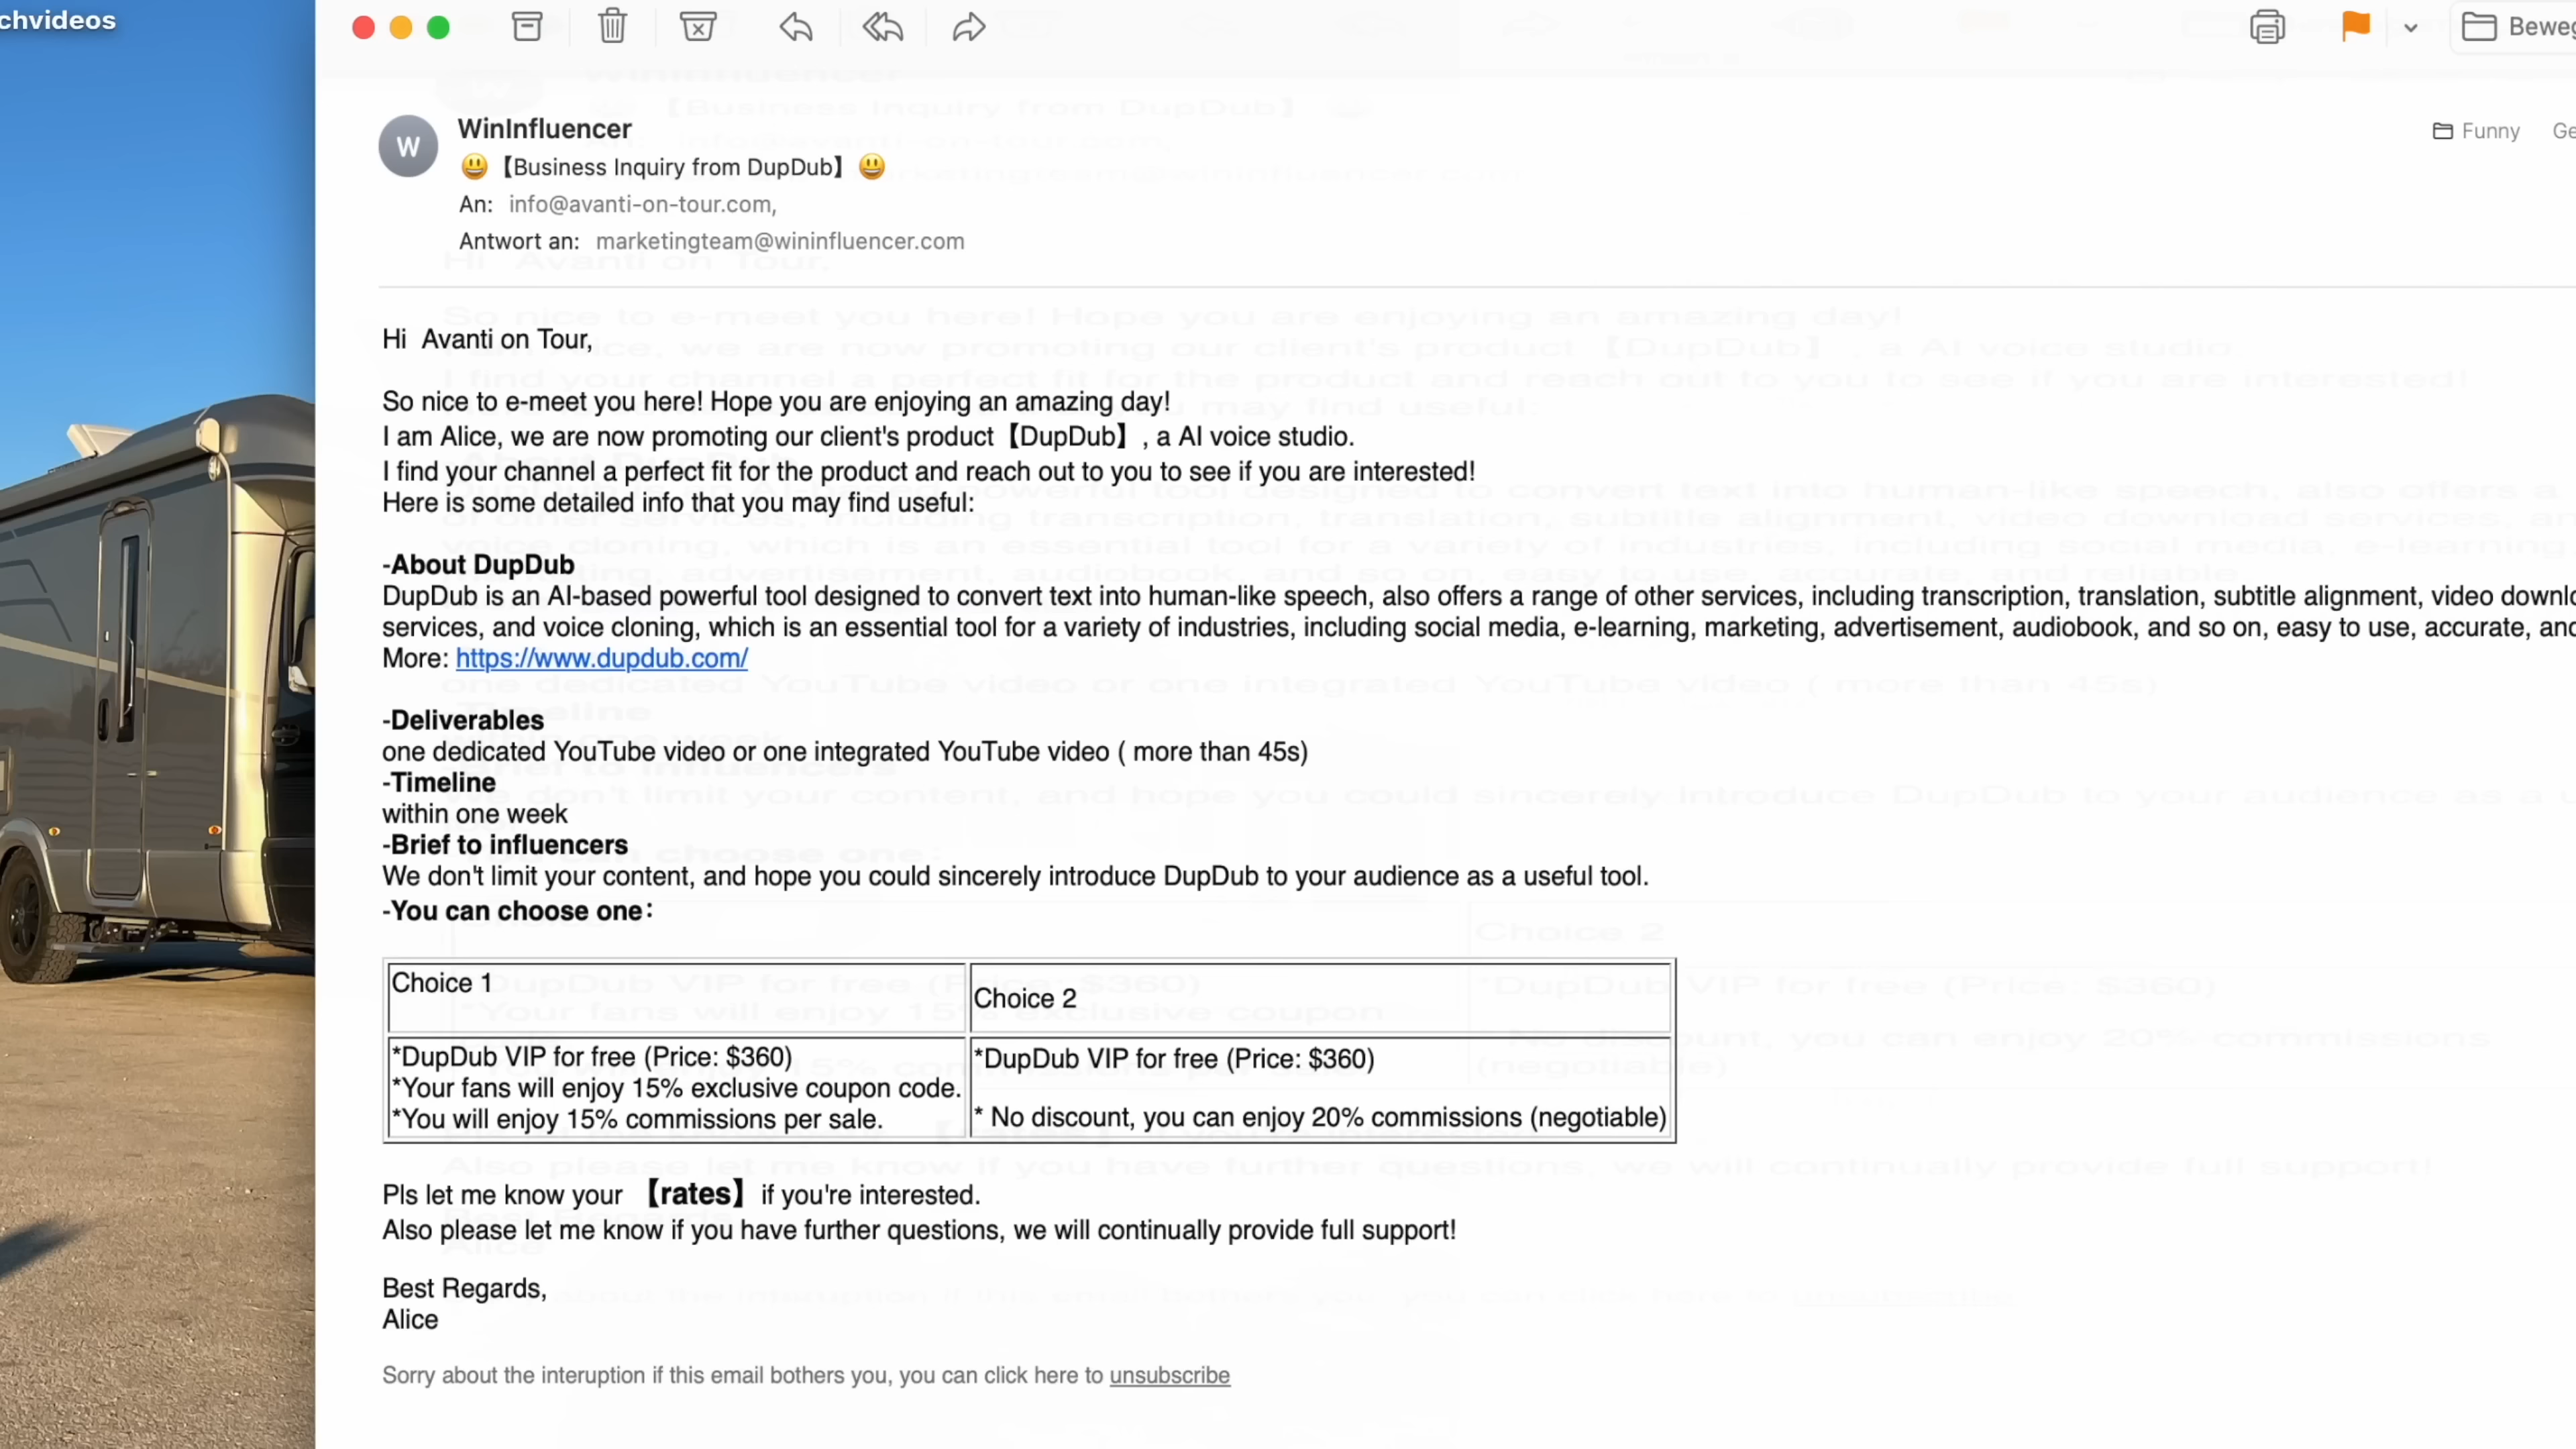 chvideos
Beweg
W
WinInfluencer
Funny
Ge
😃【Business Inquiry from DupDub】😃
An: info@avanti-on-tour.com,
Antwort an: marketingteam@wininfluencer.com
Hi Avanti on Tour,
So nice to e-meet you here! Hope you are enjoying an amazing day!
I am Alice, we are now promoting our client's product【DupDub】, a AI voice studio.
I find your channel a perfect fit for the product and reach out to you to see if you are interested!
Here is some detailed info that you may find useful:
-About DupDub
DupDub is an AI-based powerful tool designed to convert text into human-like speech, also offers a range of other services, including transcription, translation, subtitle alignment, video downlo
services, and voice cloning, which is an essential tool for a variety of industries, including social media, e-learning, marketing, advertisement, audiobook, and so on, easy to use, accurate, and
More: https://www.dupdub.com/
-Deliverables
one dedicated YouTube video or one integrated YouTube video ( more than 45s)
-Timeline
within one week
-Brief to influencers
We don't limit your content, and hope you could sincerely introduce DupDub to your audience as a useful tool.
-You can choose one：
Choice 1
Choice 2
*DupDub VIP for free (Price: $360)
*Your fans will enjoy 15% exclusive coupon code.
*You will enjoy 15% commissions per sale.
*DupDub VIP for free (Price: $360)
* No discount, you can enjoy 20% commissions (negotiable)
Pls let me know your 【rates】 if you're interested.
Also please let me know if you have further questions, we will continually provide full support!
Best Regards,
Alice
Sorry about the interuption if this email bothers you, you can click here to unsubscribe